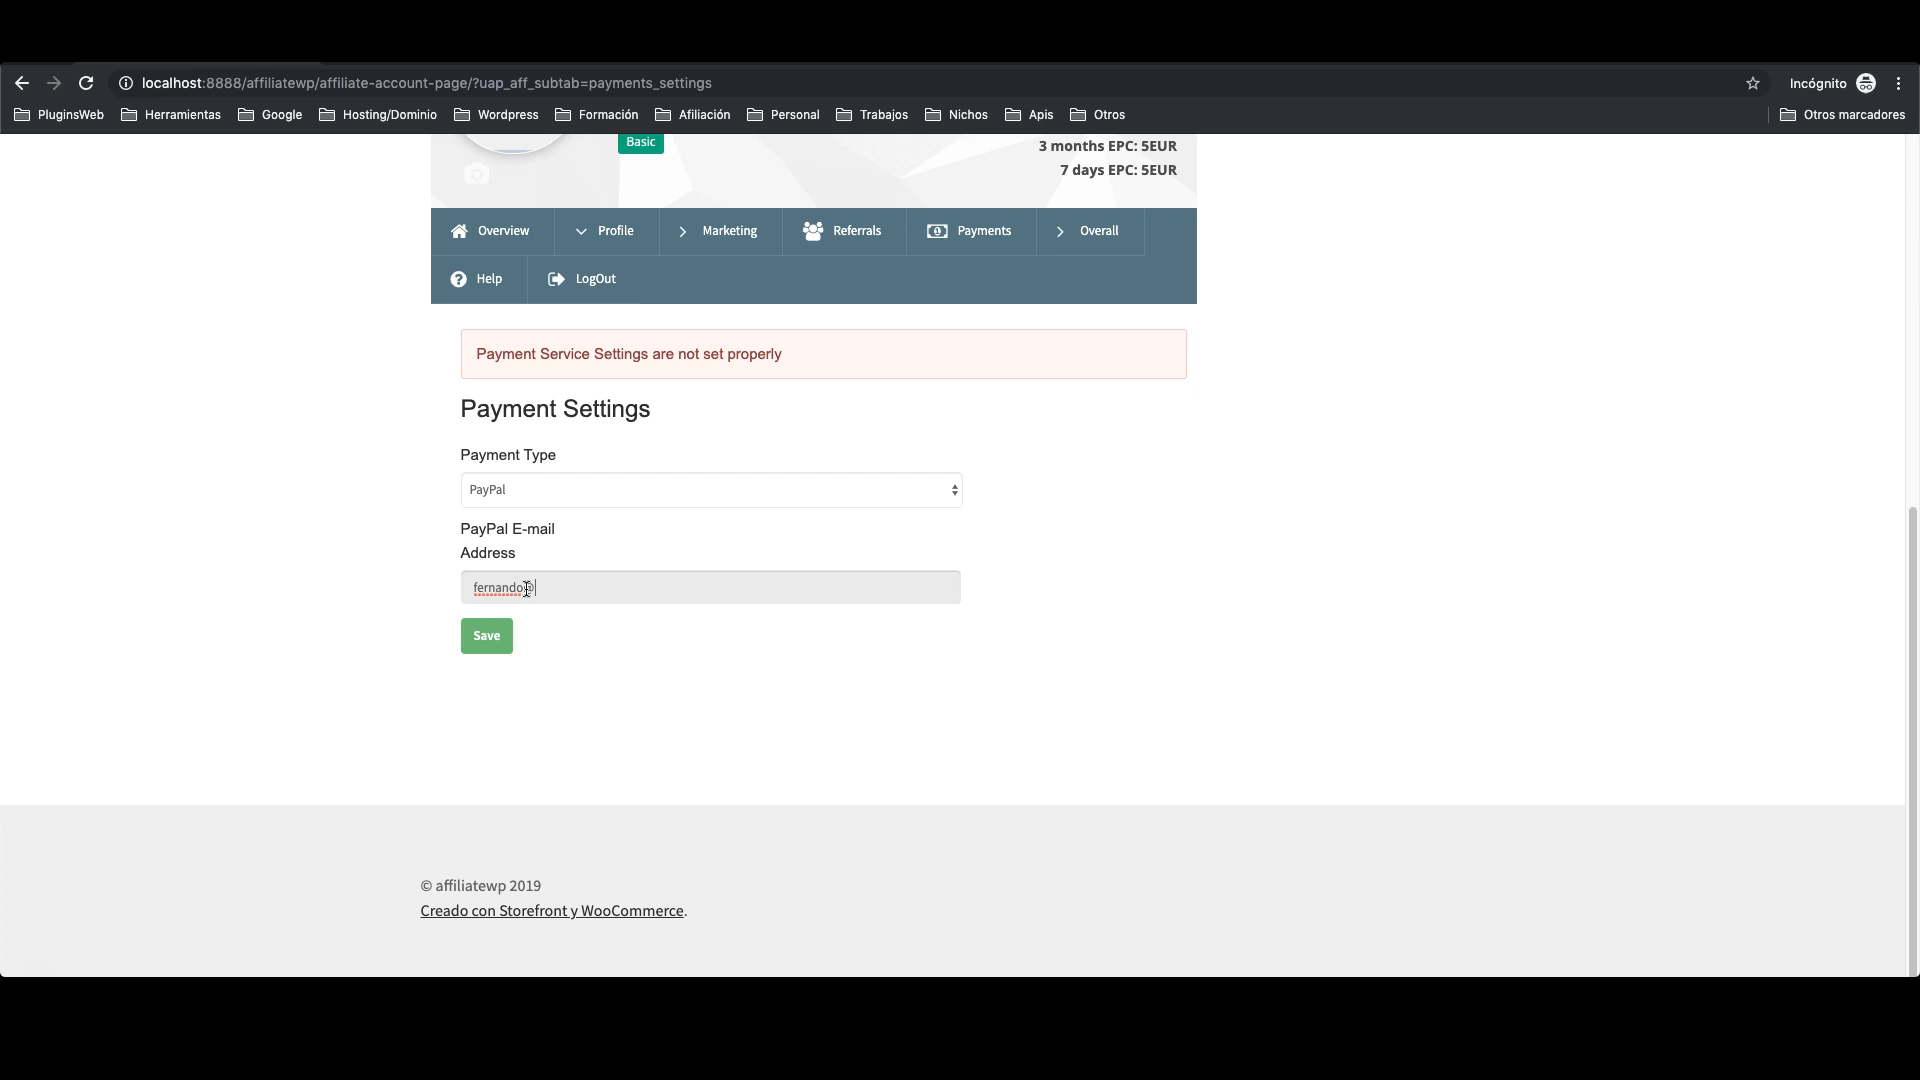 localhost:8888/affiliatewp/affiliate-account-page/?uap_aff_subtab=payments_settings
Incógnito
PluginsWeb Herramientas Google Hosting/Dominio Wordpress Formación Afiliación Personal Trabajos Nichos Apis Otros Otros marcadores
Basic
3 months EPC: 5EUR
7 days EPC: 5EUR
Overview Profile Marketing Referrals Payments Overall
Help LogOut
Payment Service Settings are not set properly
Payment Settings
Payment Type
PayPal
PayPal E-mail
Address
fernando@
Save
© affiliatewp 2019
Creado con Storefront y WooCommerce.